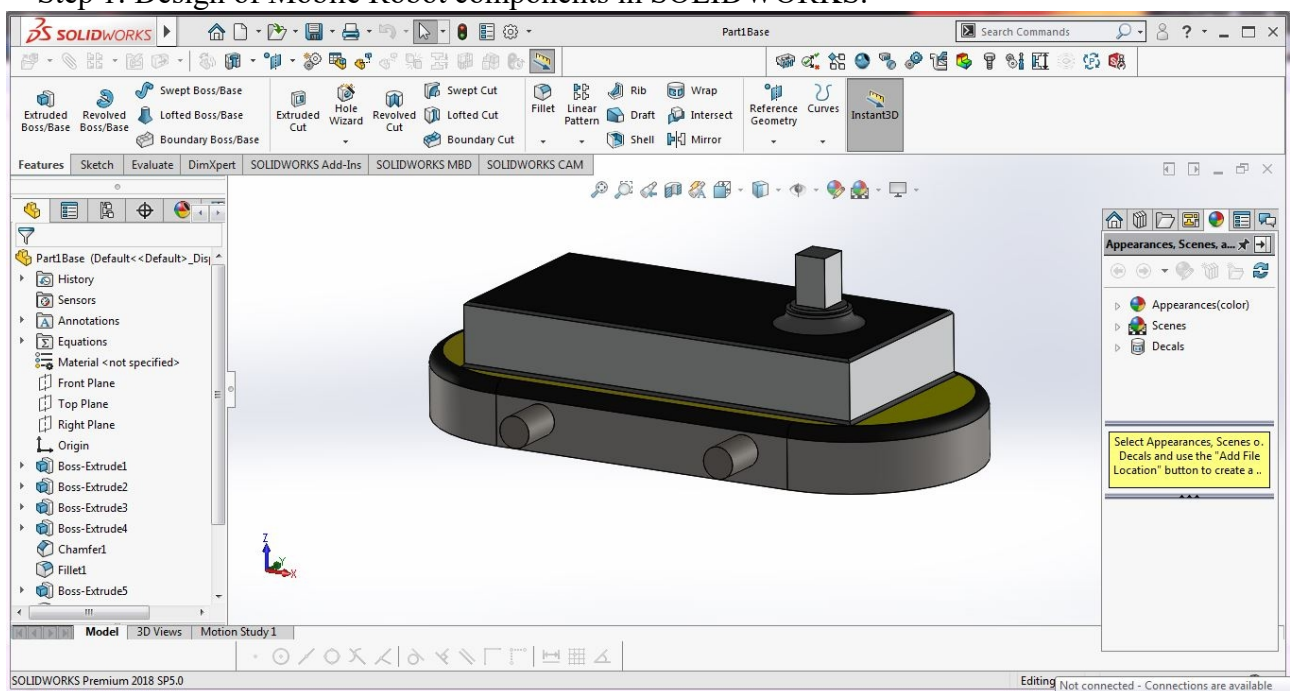 Step 1: Design of Mobile Robot components in SOLIDWORKS.
SOLIDWORKS
Part1Base
Search Commands
?
Extruded Boss/Base
Revolved Boss/Base
Swept Boss/Base
Lofted Boss/Base
Boundary Boss/Base
Extruded Cut
Hole Wizard
Revolved Cut
Swept Cut
Lofted Cut
Boundary Cut
Fillet
Linear Pattern
Rib
Draft
Shell
Wrap
Intersect
Mirror
Reference Geometry
Curves
Instant3D
Features Sketch Evaluate DimXpert SOLIDWORKS Add-Ins SOLIDWORKS MBD SOLIDWORKS CAM
Part1Base (Default<<Default>_Disp
History
Sensors
Annotations
Equations
Material <not specified>
Front Plane
Top Plane
Right Plane
Origin
Boss-Extrude1
Boss-Extrude2
Boss-Extrude3
Boss-Extrude4
Chamfer1
Fillet1
Boss-Extrude5
Z
Y
X
Appearances, Scenes, a...
Appearances(color)
Scenes
Decals
Select Appearances, Scenes o.
Decals and use the "Add File
Location" button to create a ..
Model 3D Views Motion Study 1
SOLIDWORKS Premium 2018 SP5.0
Editing
Not connected - Connections are available